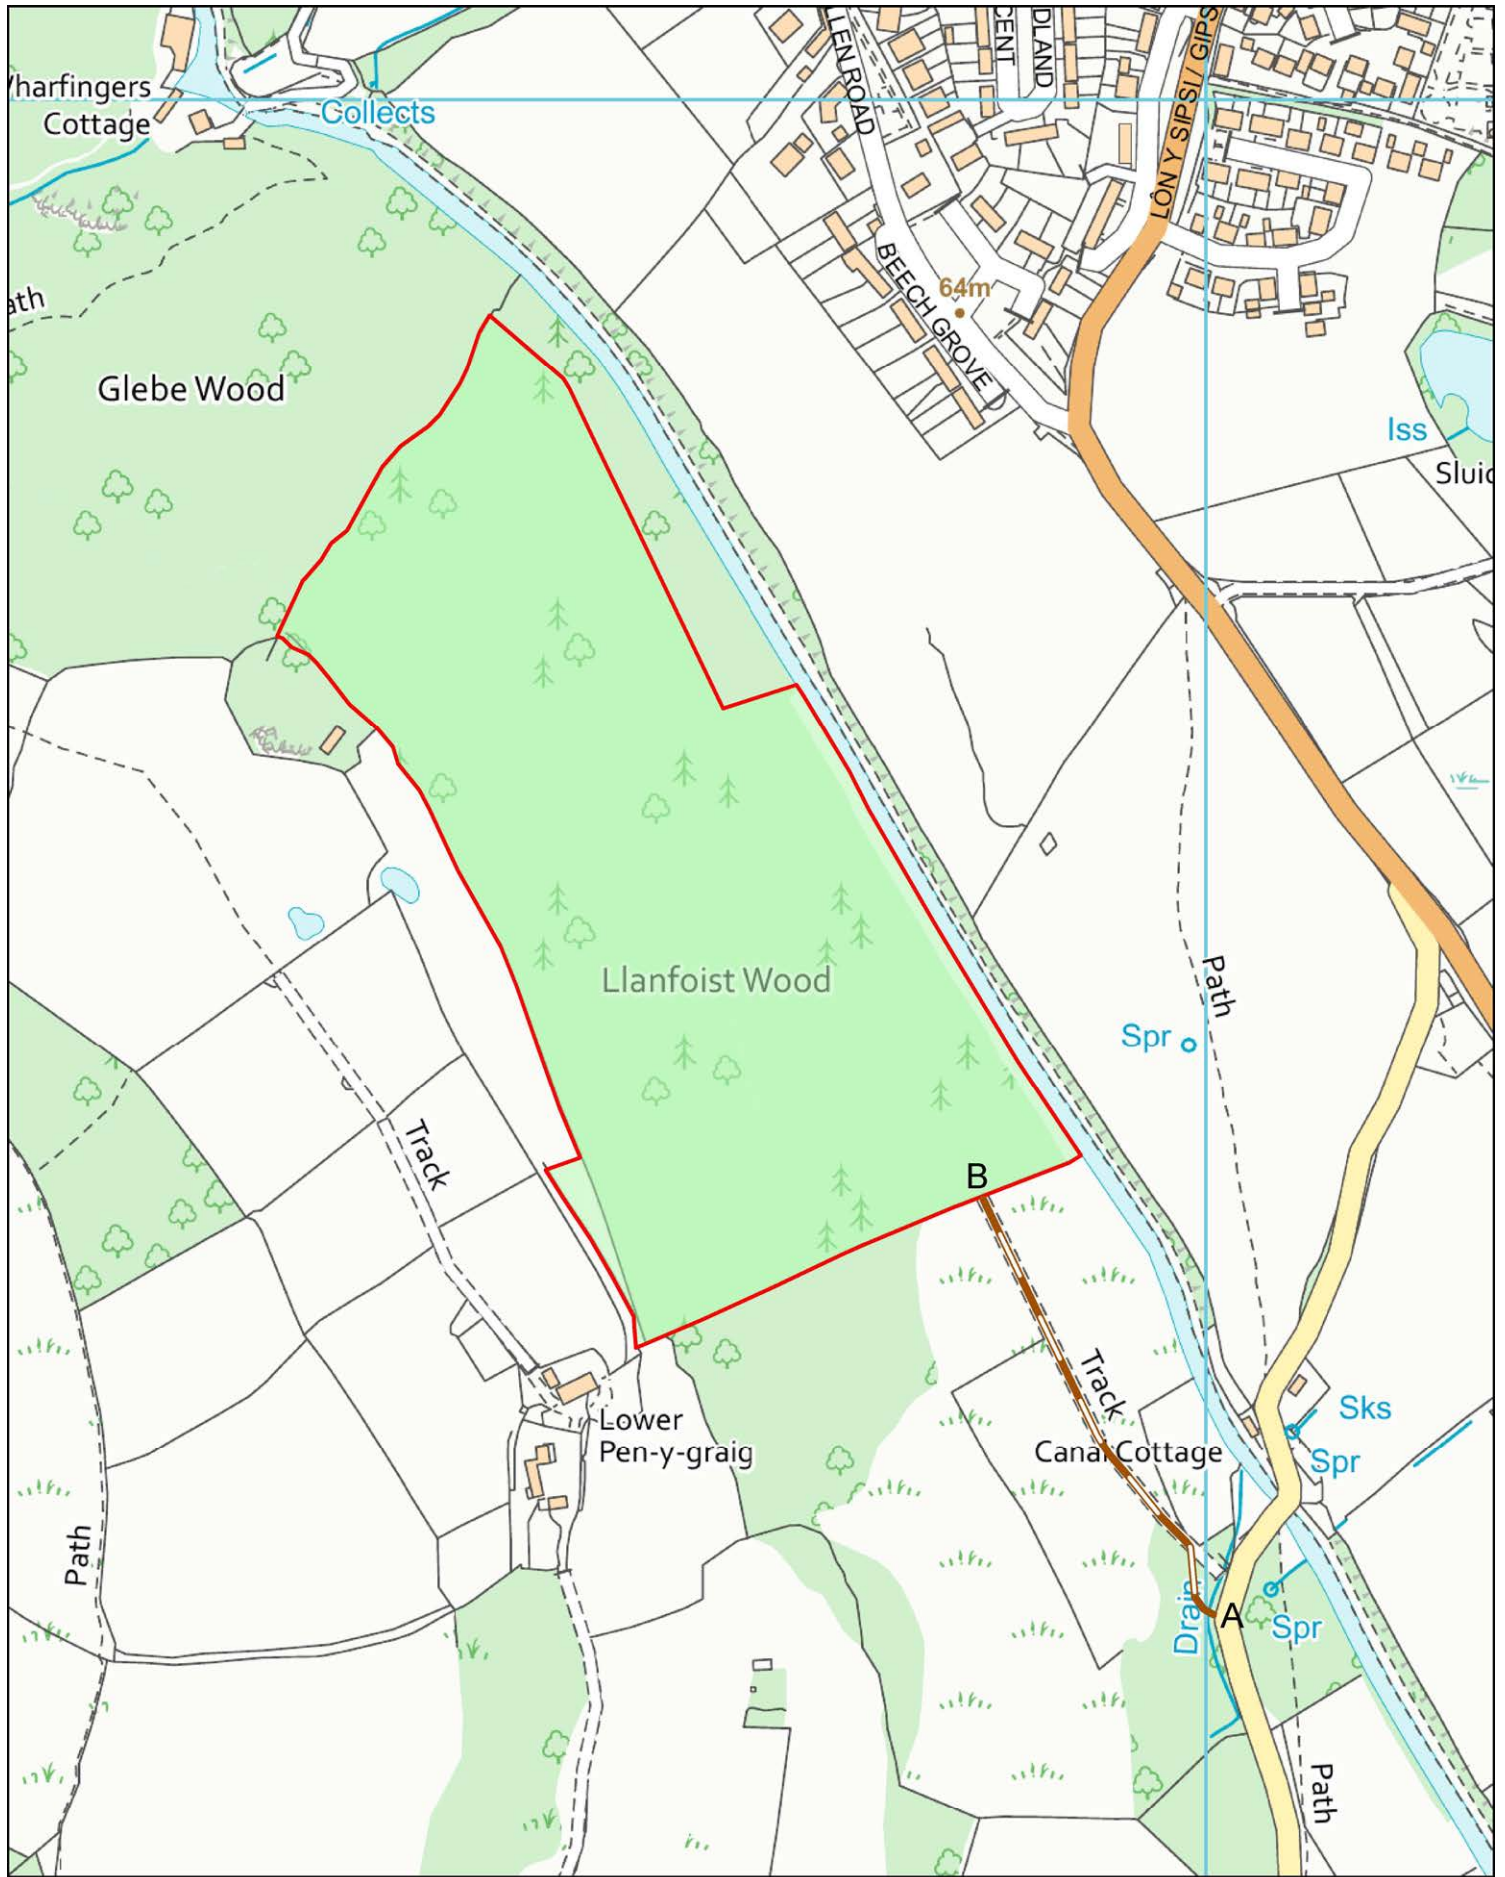 LLEN ROAD
CENT
DLAND
LÔN Y SIPSI / GIPS
harfingers
Cottage
Collects
BEECH GROVE
64m
ath
Glebe Wood
Iss
Sluic
Path
Llanfoist Wood
Spr
Track
B
Track
Sks
Lower
Pen-y-graig
Canal Cottage
Spr
Path
Drain
A
Spr
Path